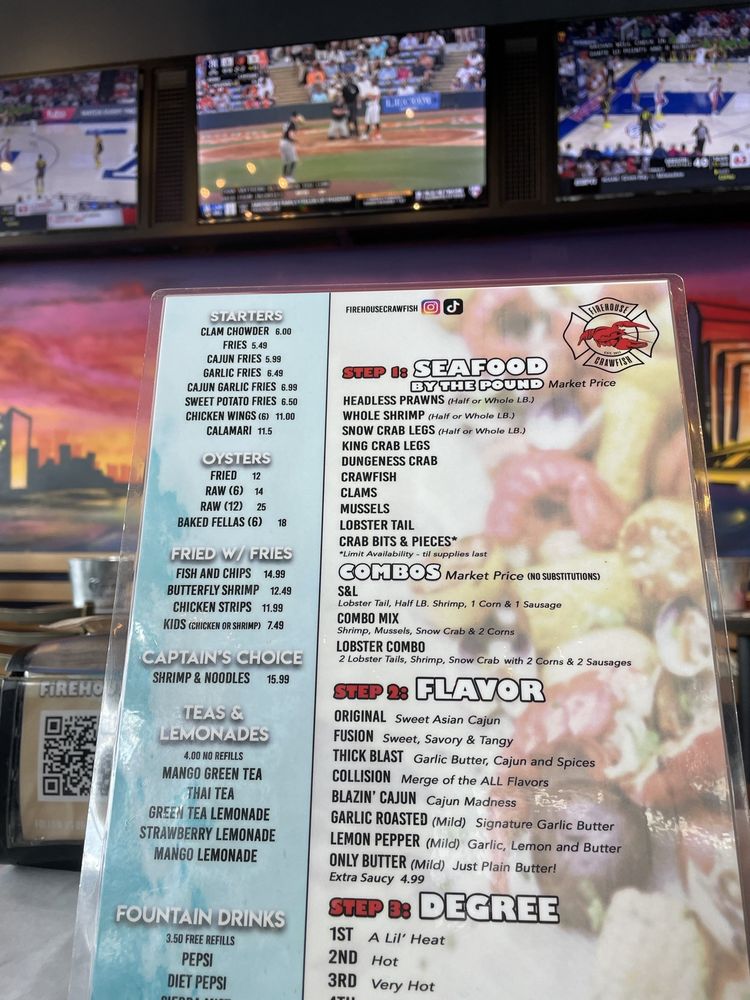 STARTERS
CLAM CHOWDER 6.00
FRIES 5.49
CAJUN FRIES 5.99
GARLIC FRIES 6.49
CAJUN GARLIC FRIES 6.99
SWEET POTATO FRIES 6.50
CHICKEN WINGS (6) 11.00
CALAMARI 11.5
OYSTERS
FRIED 12
RAW (6) 14
RAW (12) 25
BAKED FELLAS (6) 18
FRIED W/ FRIES
FISH AND CHIPS 14.99
BUTTERFLY SHRIMP 12.49
CHICKEN STRIPS 11.99
KIDS (CHICKEN OR SHRIMP) 7.49
CAPTAIN'S CHOICE
SHRIMP & NOODLES 15.99
TEAS &
LEMONADES
4.00 NO REFILLS
MANGO GREEN TEA
THAI TEA
GREEN TEA LEMONADE
STRAWBERRY LEMONADE
MANGO LEMONADE
FOUNTAIN DRINKS
3.50 FREE REFILLS
PEPSI
DIET PEPSI
FIREHOUSECRAWFISH
FIREHOUSE
CRAWFISH
STEP 1: SEAFOOD
BY THE POUND Market Price
HEADLESS PRAWNS (Half or Whole LB.)
WHOLE SHRIMP (Half or Whole LB.)
SNOW CRAB LEGS (Half or Whole LB.)
KING CRAB LEGS
DUNGENESS CRAB
CRAWFISH
CLAMS
MUSSELS
LOBSTER TAIL
CRAB BITS & PIECES*
*Limit Availability - til supplies last
COMBOS Market Price (NO SUBSTITUTIONS)
S&L
Lobster Tail, Half LB. Shrimp, 1 Corn & 1 Sausage
COMBO MIX
Shrimp, Mussels, Snow Crab & 2 Corns
LOBSTER COMBO
2 Lobster Tails, Shrimp, Snow Crab with 2 Corns & 2 Sausages
STEP 2: FLAVOR
ORIGINAL Sweet Asian Cajun
FUSION Sweet, Savory & Tangy
THICK BLAST Garlic Butter, Cajun and Spices
COLLISION Merge of the ALL Flavors
BLAZIN' CAJUN Cajun Madness
GARLIC ROASTED (Mild) Signature Garlic Butter
LEMON PEPPER (Mild) Garlic, Lemon and Butter
ONLY BUTTER (Mild) Just Plain Butter!
Extra Saucy 4.99
STEP 3: DEGREE
1ST A Lil' Heat
2ND Hot
3RD Very Hot